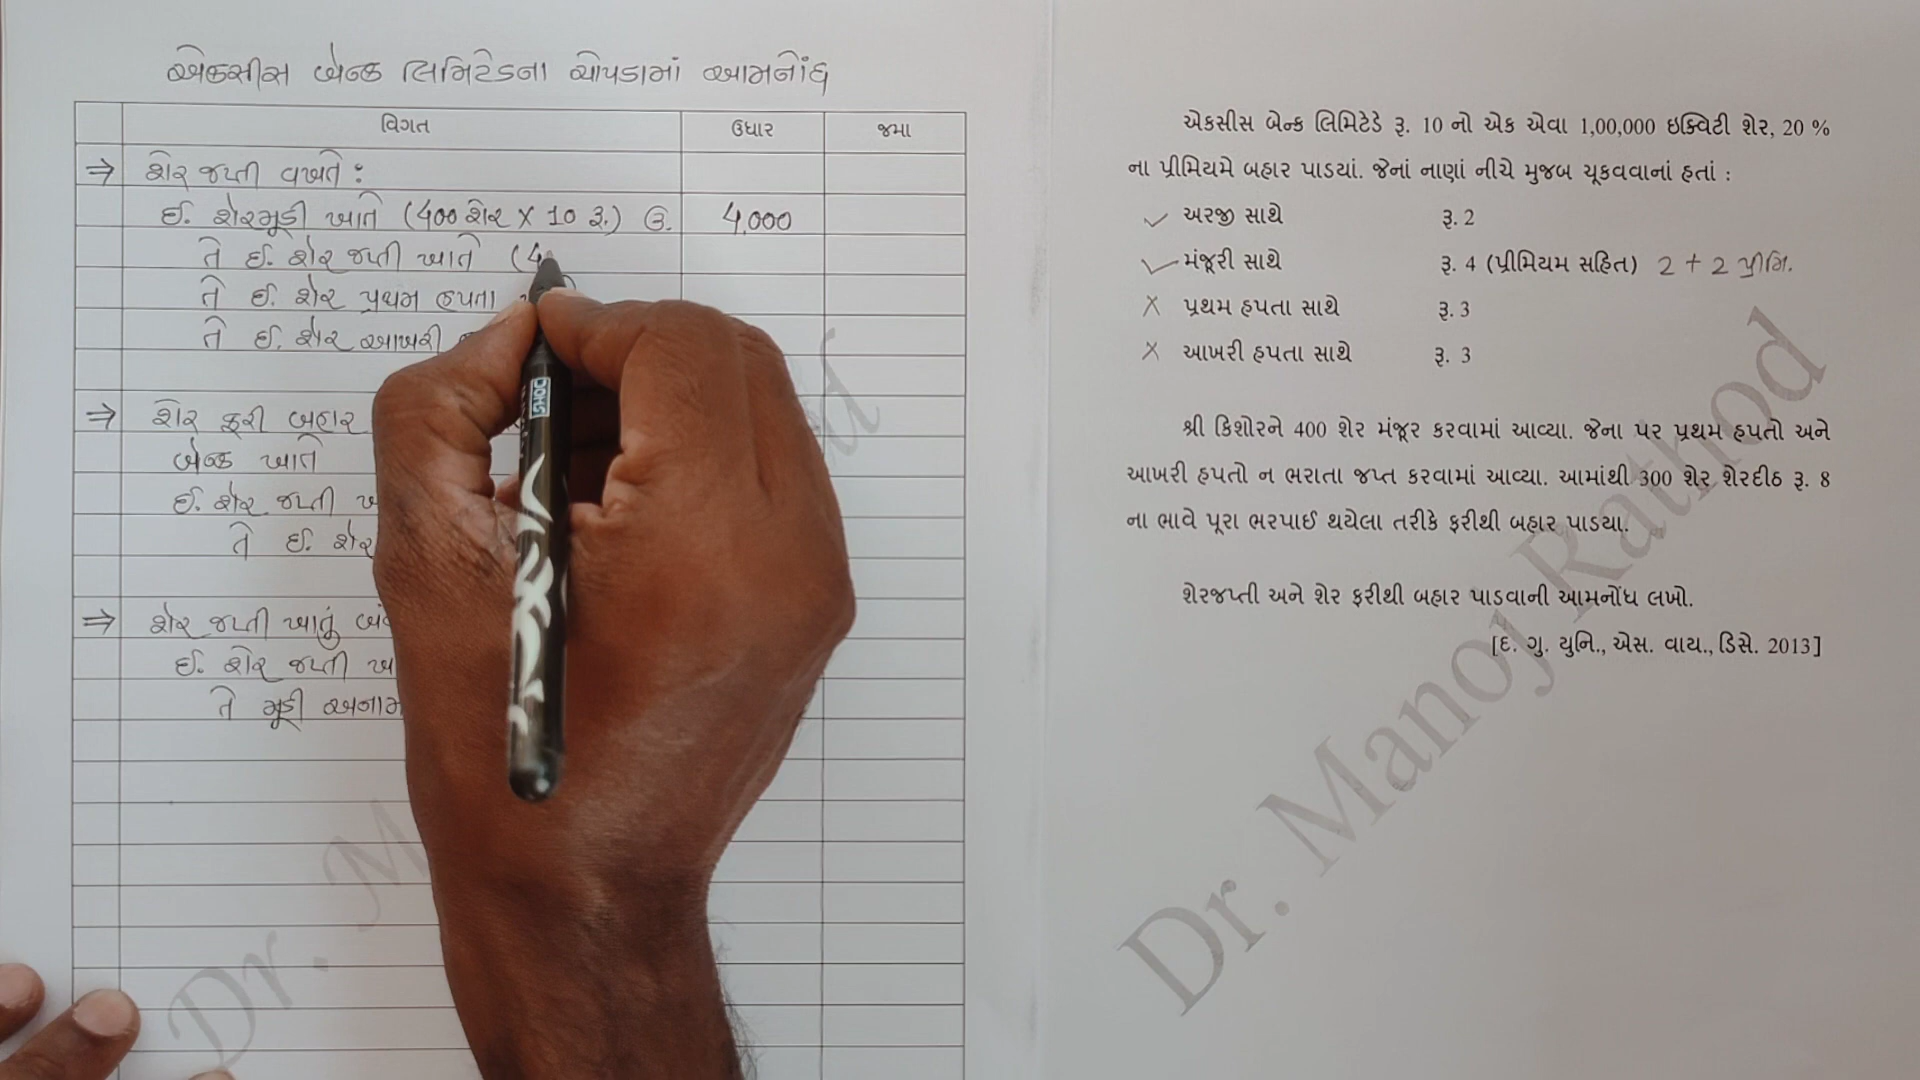 એકસીસ બેન્ક લિમિટેડના ચોપડામાં આમનોંધ
વિગત ઉધાર જમા
⇒ શેર જપ્તી વખતે :
ઈ. શેરમૂડી ખાતે (400 શેર X 10 રૂ.) ઉ. 4,000
તે ઈ. શેર જપ્તી ખાતે (4
તે ઈ. શેર પ્રથમ હપતા
તે ઈ. શેર આખરી
⇒ શેર ફરી બહાર
બેન્ક ખાતે
ઈ. શેર જપ્તી
તે ઈ. શેર
⇒ શેર જપ્તી ખાતું
ઈ. શેર જપ્તી
તે મૂડી અનામ
એકસીસ બેન્ક લિમિટેડે રૂ. 10 નો એક એવા 1,00,000 ઇક્વિટી શેર, 20 %
ના પ્રીમિયમે બહાર પાડયાં. જેનાં નાણાં નીચે મુજબ ચૂકવવાનાં હતાં :
✓ અરજી સાથે રૂ. 2
✓ મંજૂરી સાથે રૂ. 4 (પ્રીમિયમ સહિત) 2 + 2 પ્રીમિ.
X પ્રથમ હપતા સાથે રૂ. 3
X આખરી હપતા સાથે રૂ. 3
શ્રી કિશોરને 400 શેર મંજૂર કરવામાં આવ્યા. જેના પર પ્રથમ હપતો અને
આખરી હપતો ન ભરાતા જપ્ત કરવામાં આવ્યા. આમાંથી 300 શેર શેરદીઠ રૂ. 8
ના ભાવે પૂરા ભરપાઈ થયેલા તરીકે ફરીથી બહાર પાડયા.
શેરજપ્તી અને શેર ફરીથી બહાર પાડવાની આમનોંધ લખો.
[દ. ગુ. યુનિ., એસ. વાય., ડિસે. 2013]
Dr. M
Dr. Manoj Rathod
DOMS